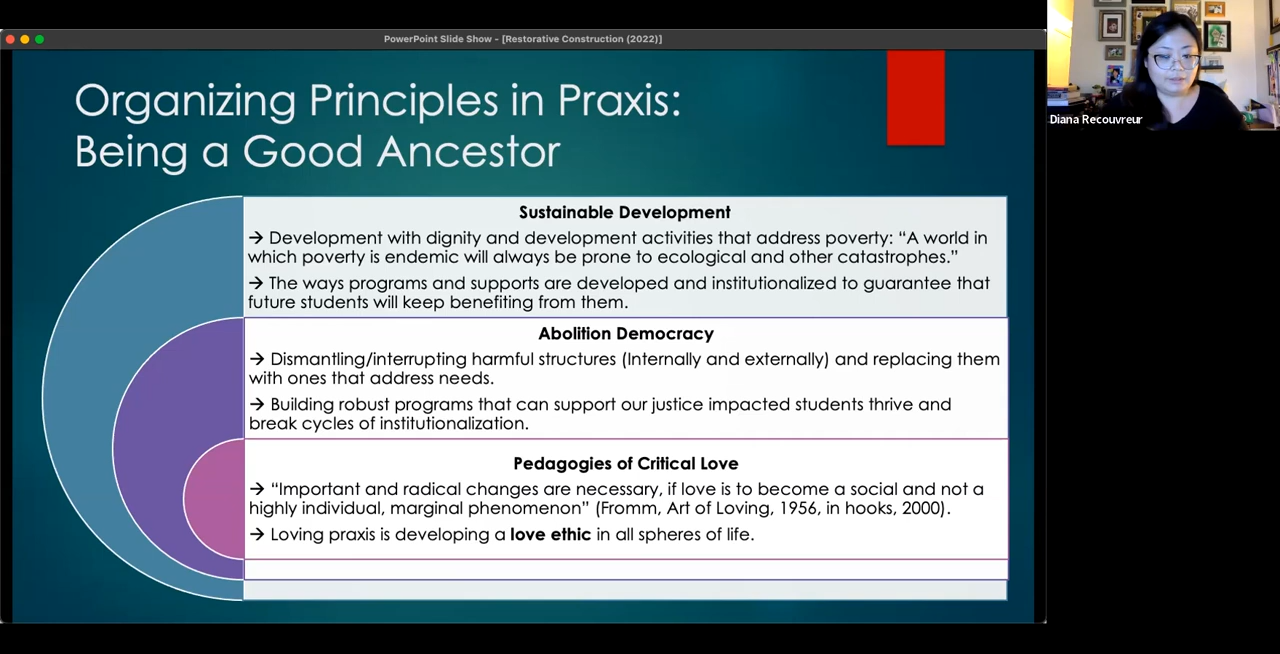 PowerPoint Slide Show - [Restorative Construction (2022)]
Organizing Principles in Praxis:
Being a Good Ancestor
Sustainable Development
→ Development with dignity and development activities that address poverty: “A world in
which poverty is endemic will always be prone to ecological and other catastrophes.”
→ The ways programs and supports are developed and institutionalized to guarantee that
future students will keep benefiting from them.
Abolition Democracy
→ Dismantling/interrupting harmful structures (Internally and externally) and replacing them
with ones that address needs.
→ Building robust programs that can support our justice impacted students thrive and
break cycles of institutionalization.
Pedagogies of Critical Love
→ “Important and radical changes are necessary, if love is to become a social and not a
highly individual, marginal phenomenon” (Fromm, Art of Loving, 1956, in hooks, 2000).
→ Loving praxis is developing a love ethic in all spheres of life.
Diana Recouvreur